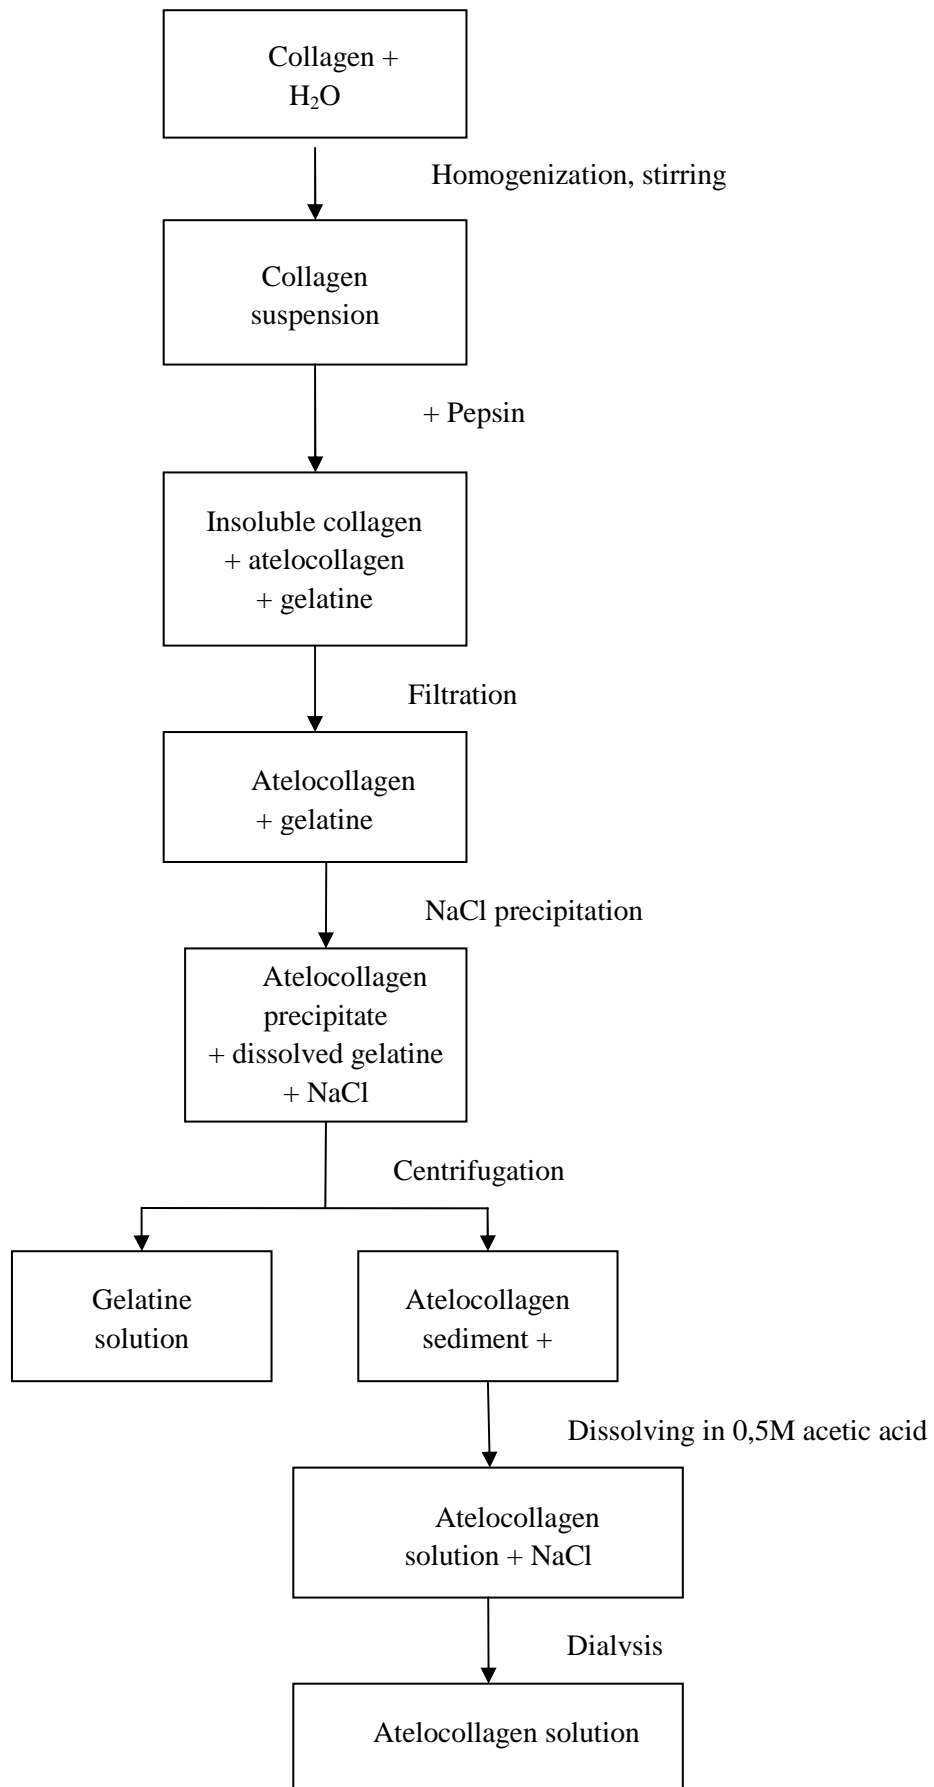 Collagen +
H₂O
Homogenization, stirring
Collagen
suspension
+ Pepsin
Insoluble collagen
+ atelocollagen
+ gelatine
Filtration
Atelocollagen
+ gelatine
NaCl precipitation
Atelocollagen
precipitate
+ dissolved gelatine
+ NaCl
Centrifugation
Gelatine
solution
Atelocollagen
sediment +
Dissolving in 0,5M acetic acid
Atelocollagen
solution + NaCl
Dialysis
Atelocollagen solution